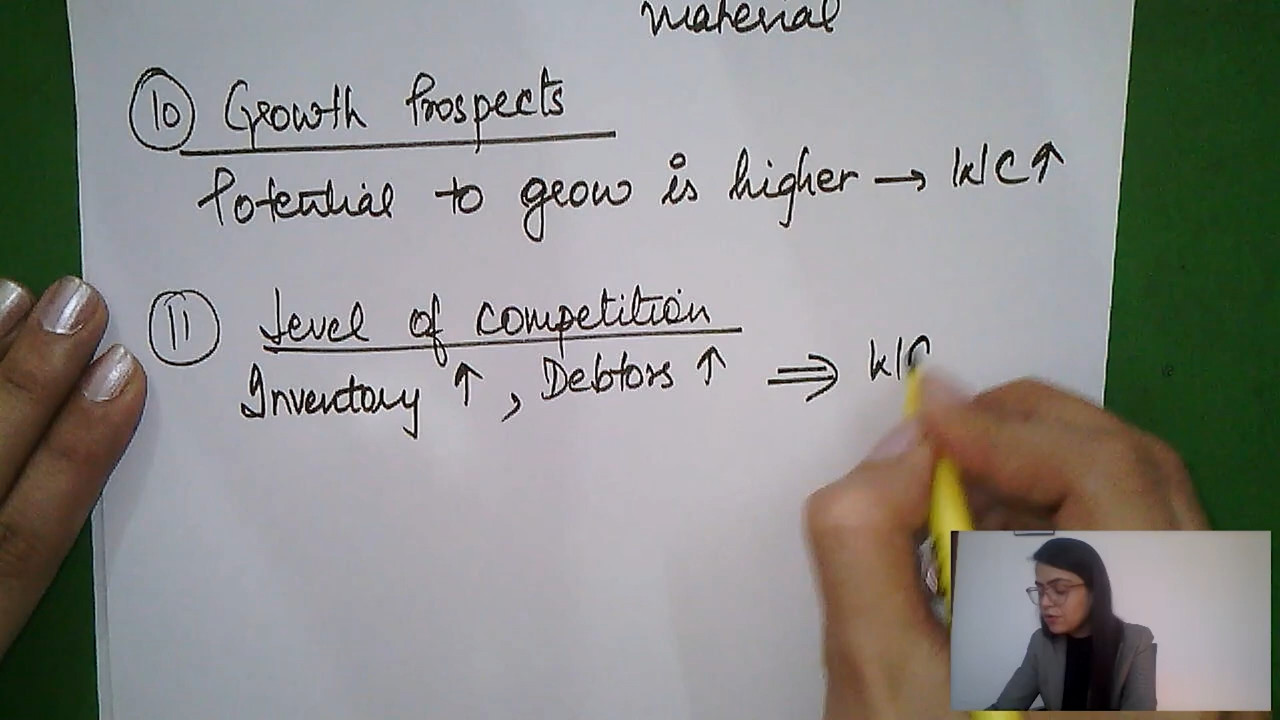 material
10 Growth Prospects
Potential to grow is higher → W/C ↑
11 Level of competition
Inventory ↑, Debtors ↑ ⇒ W/C